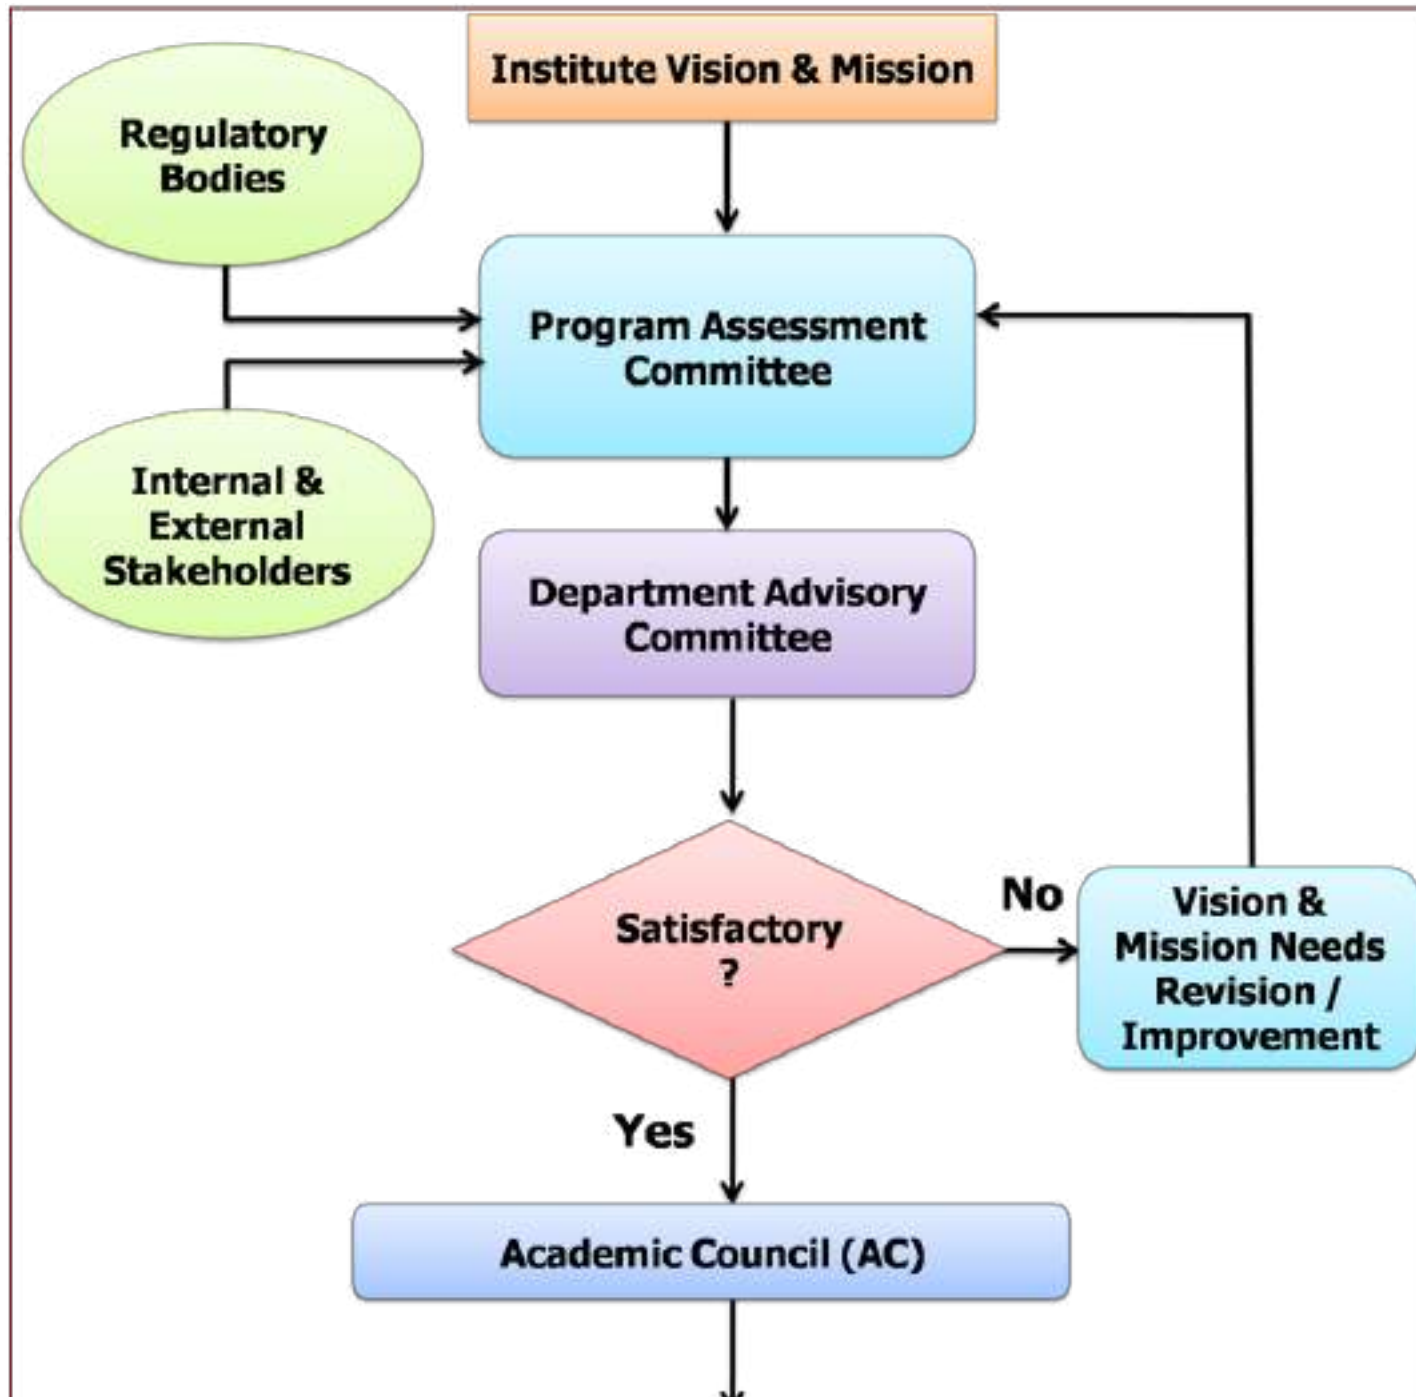 Institute Vision & Mission
Regulatory
Bodies
Program Assessment
Committee
Internal &
External
Stakeholders
Department Advisory
Committee
Satisfactory
?
No
Vision &
Mission Needs
Revision /
Improvement
Yes
Academic Council (AC)